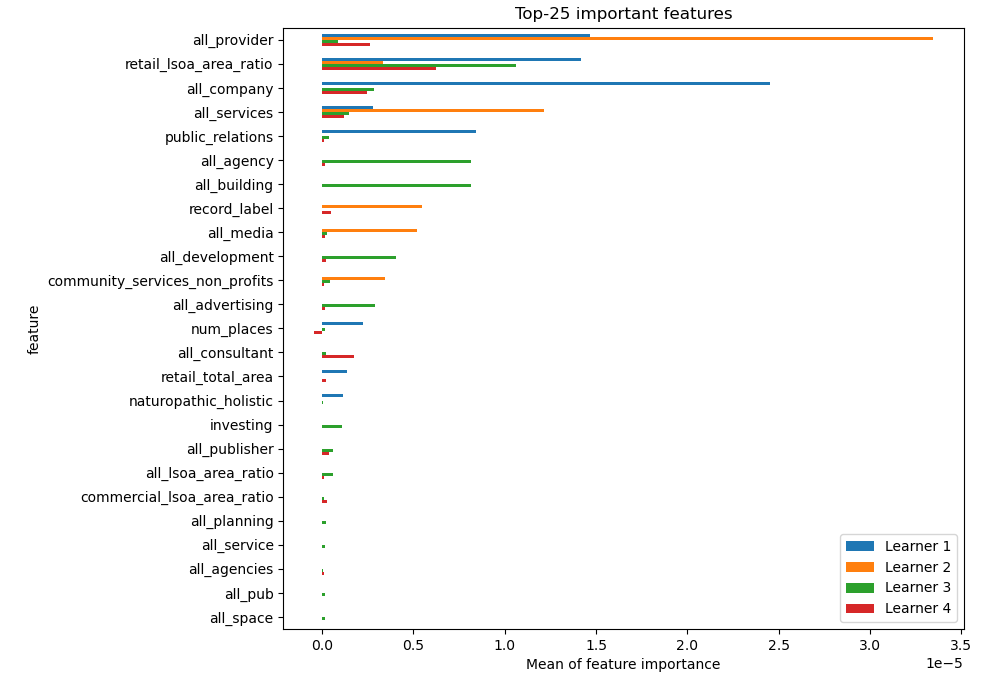 Top-25 important features
all_provider
retail_lsoa_area_ratio
all_company
all_services
public_relations
all_agency
all_building
record_label
all_media
all_development
community_services_non_profits
all_advertising
num_places
all_consultant
retail_total_area
naturopathic_holistic
investing
all_publisher
all_lsoa_area_ratio
commercial_lsoa_area_ratio
all_planning
all_service
all_agencies
all_pub
all_space
feature
Learner 1
Learner 2
Learner 3
Learner 4
0.0 0.5 1.0 1.5 2.0 2.5 3.0 3.5
1e−5
Mean of feature importance